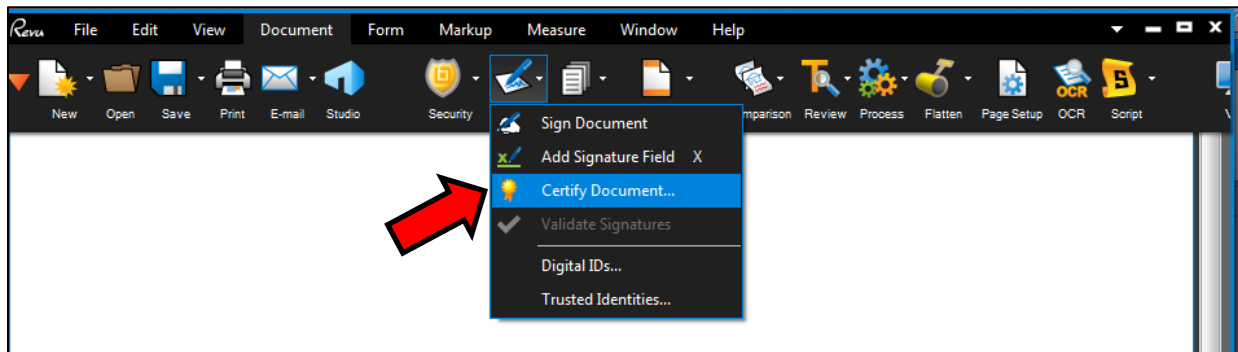 Revu File Edit View Document Form Markup Measure Window Help
New Open Save Print E-mail Studio Security mparison Review Process Flatten Page Setup OCR Script V
OCR
Sign Document
Add Signature Field X
Certify Document...
Validate Signatures
Digital IDs...
Trusted Identities...